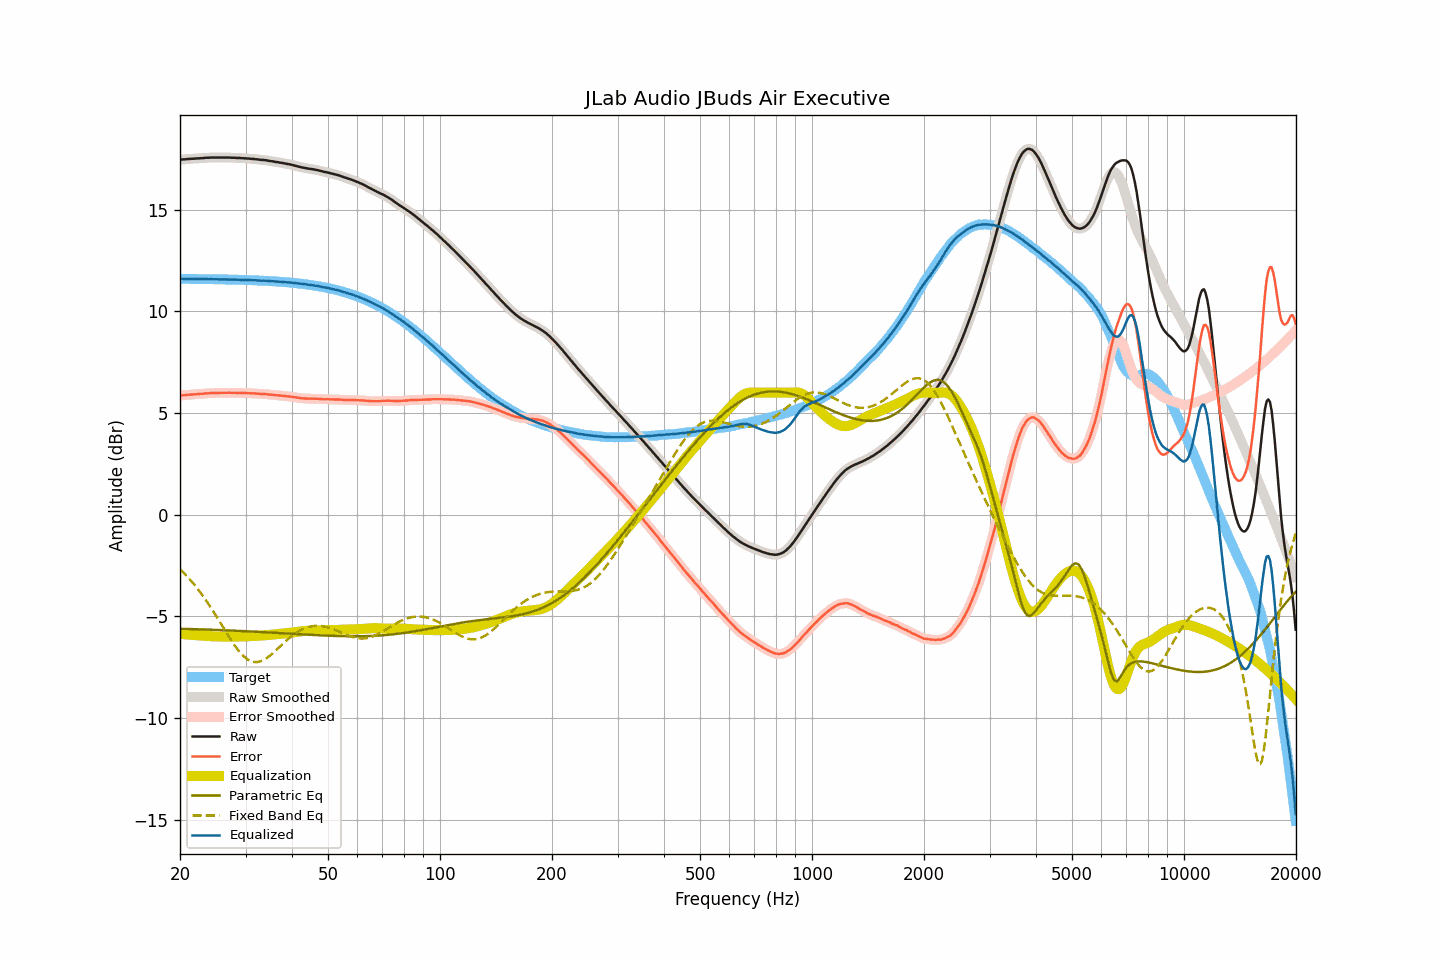 JLab Audio JBuds Air Executive
Amplitude (dBr)
15
10
5
0
−5
−10
−15
Target
Raw Smoothed
Error Smoothed
Raw
Error
Equalization
Parametric Eq
Fixed Band Eq
Equalized
20 50 100 200 500 1000 2000 5000 10000 20000
Frequency (Hz)